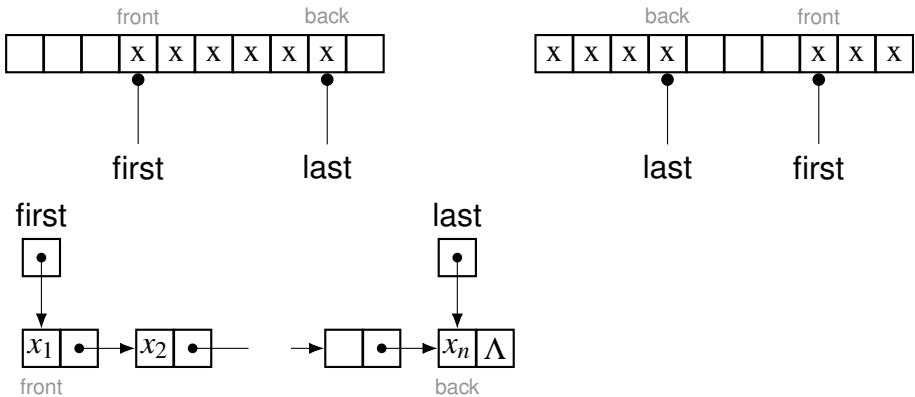 front back
x x x x x x
first last
back front
x x x x x x x
last first
first last
x1 x2 xn Λ
front back